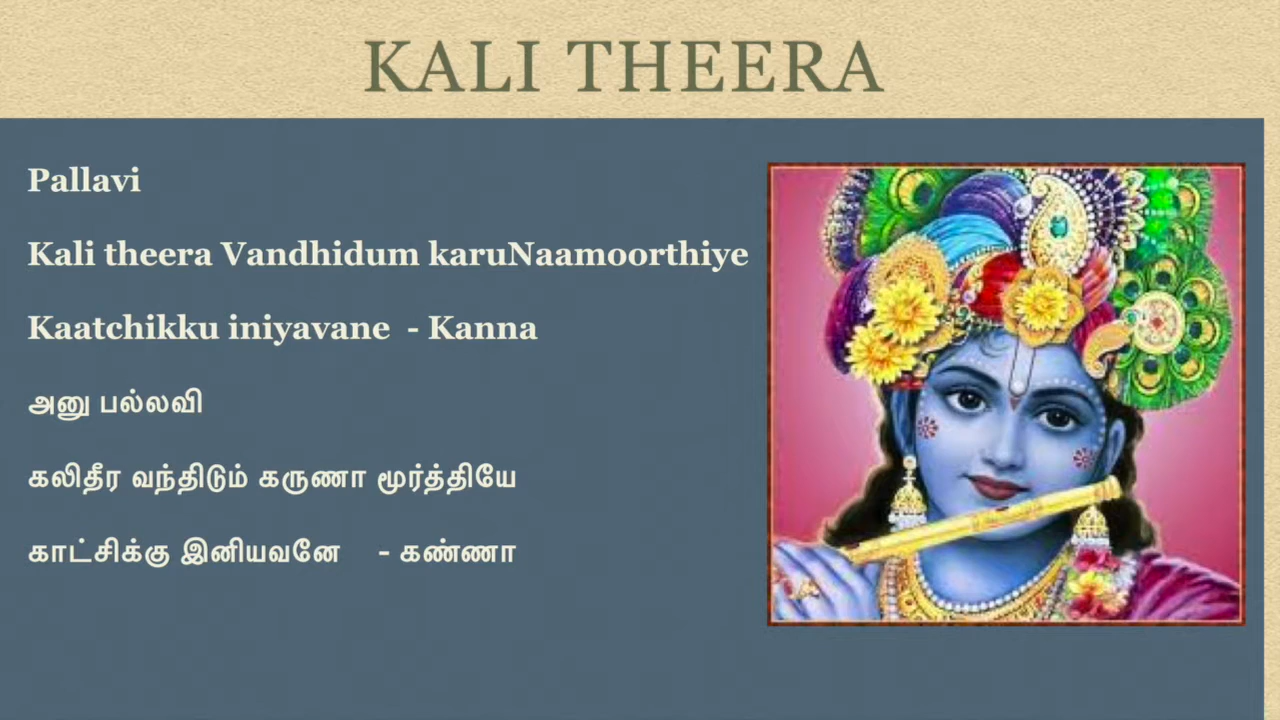 KALI THEERA
Pallavi
Kali theera Vandhidum karuNaamoorthiye
Kaatchikku iniyavane - Kanna
அனு பல்லவி
கலிதீர வந்திடும் கருணா மூர்த்தியே
காட்சிக்கு இனியவனே - கண்ணா